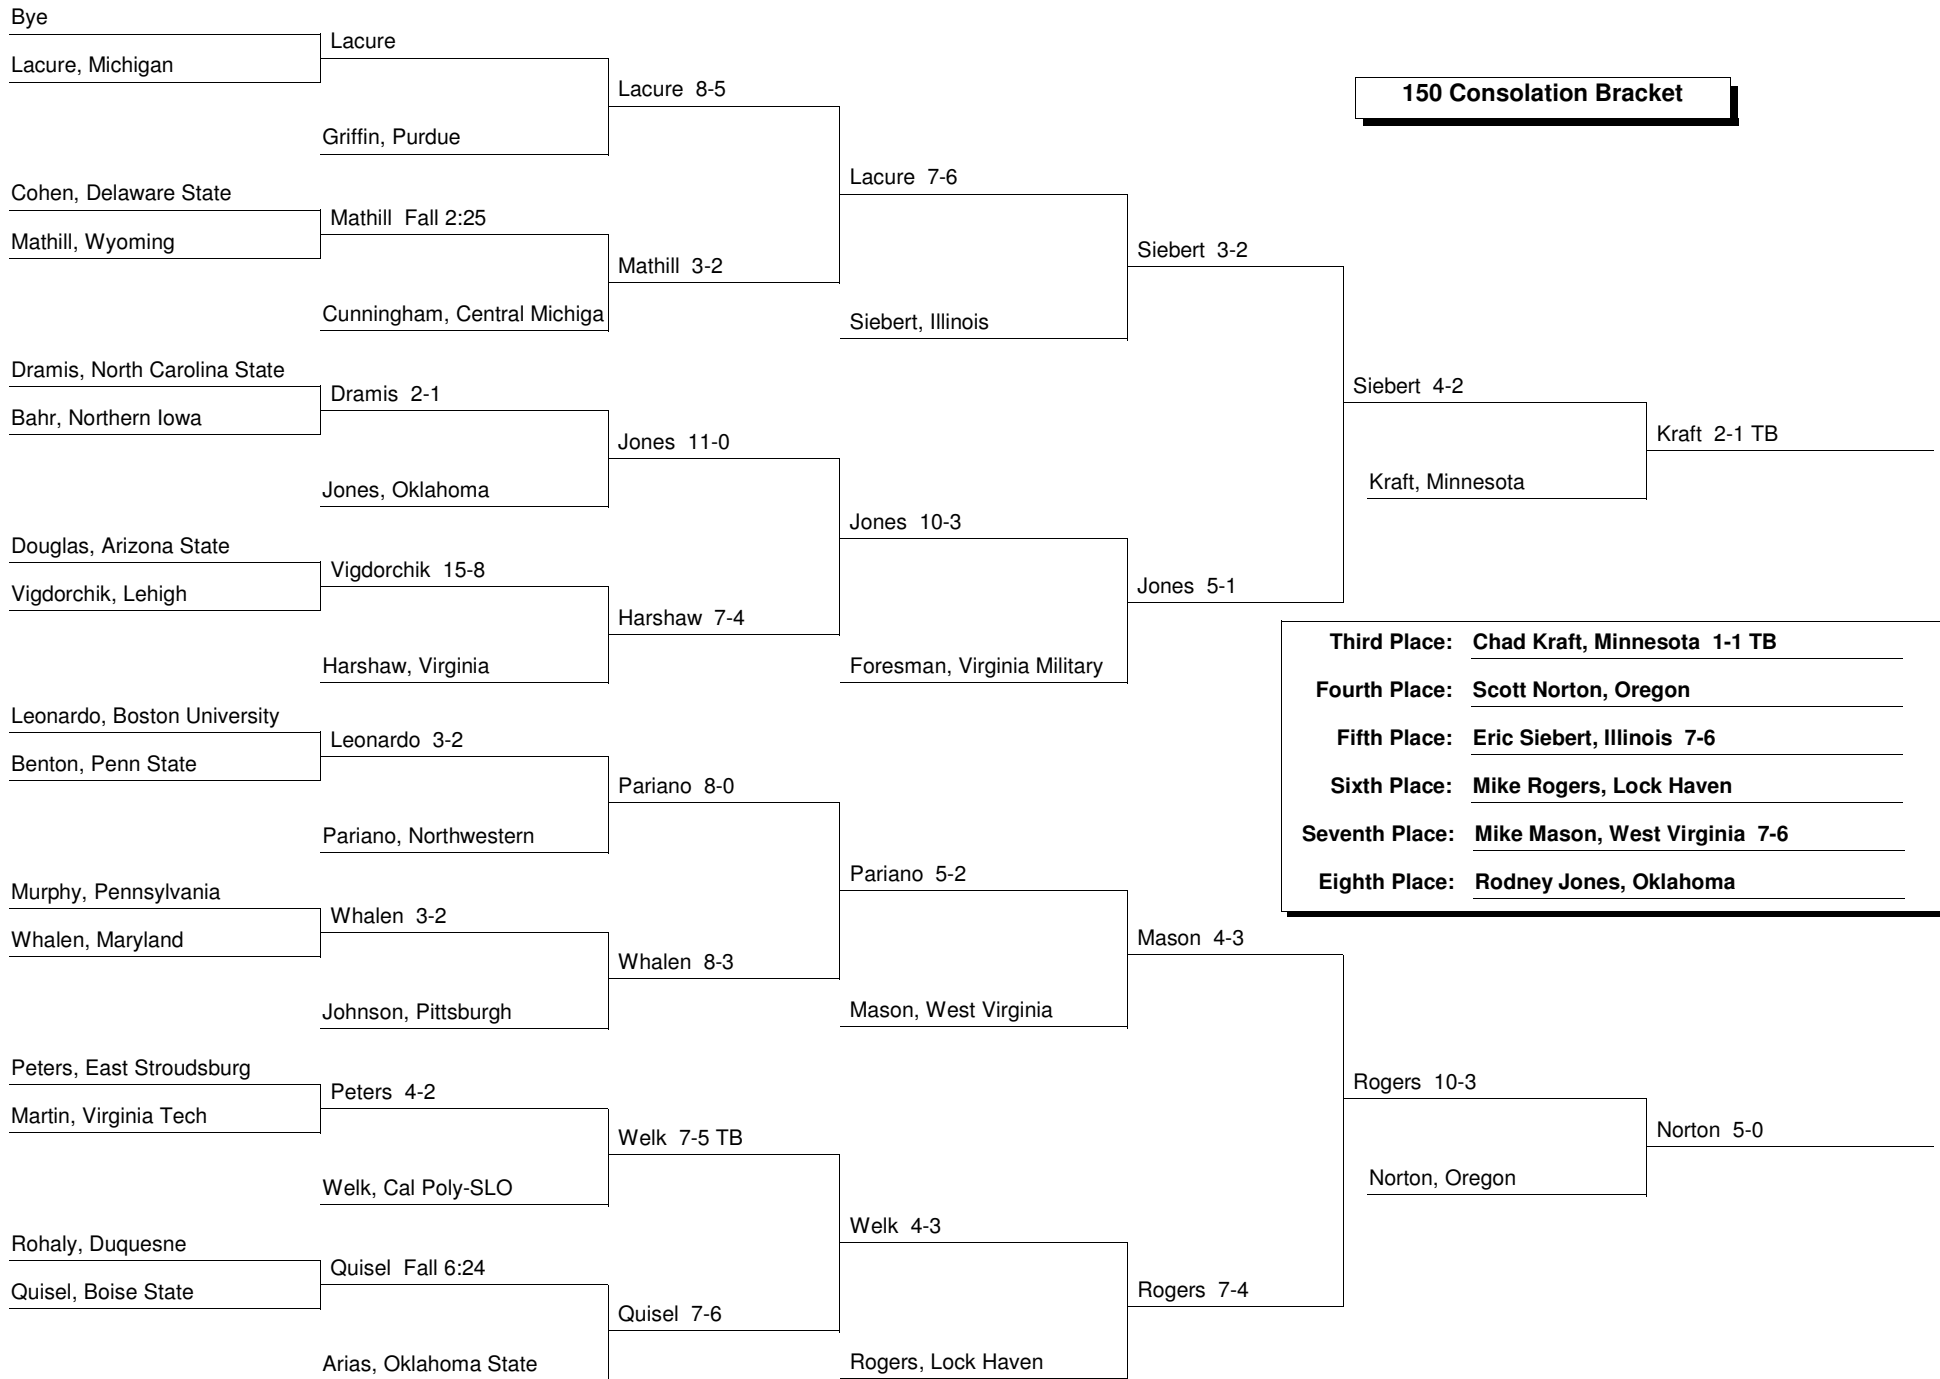 Bye
Lacure, Michigan
Cohen, Delaware State
Mathill, Wyoming
Dramis, North Carolina State
Bahr, Northern Iowa
Douglas, Arizona State
Vigdorchik, Lehigh
Leonardo, Boston University
Benton, Penn State
Murphy, Pennsylvania
Whalen, Maryland
Peters, East Stroudsburg
Martin, Virginia Tech
Rohaly, Duquesne
Quisel, Boise State
Lacure
Griffin, Purdue
Mathill Fall 2:25
Cunningham, Central Michiga
Dramis 2-1
Jones, Oklahoma
Vigdorchik 15-8
Harshaw, Virginia
Leonardo 3-2
Pariano, Northwestern
Whalen 3-2
Johnson, Pittsburgh
Peters 4-2
Welk, Cal Poly-SLO
Quisel Fall 6:24
Arias, Oklahoma State
Lacure 8-5
Mathill 3-2
Jones 11-0
Harshaw 7-4
Pariano 8-0
Whalen 8-3
Welk 7-5 TB
Quisel 7-6
Lacure 7-6
Siebert, Illinois
Jones 10-3
Foresman, Virginia Military
Pariano 5-2
Mason, West Virginia
Welk 4-3
Rogers, Lock Haven
Siebert 3-2
Jones 5-1
Mason 4-3
Rogers 7-4
Siebert 4-2
Kraft, Minnesota
Rogers 10-3
Norton, Oregon
Kraft 2-1 TB
Norton 5-0
150 Consolation Bracket
Third Place: Chad Kraft, Minnesota 1-1 TB
Fourth Place: Scott Norton, Oregon
Fifth Place: Eric Siebert, Illinois 7-6
Sixth Place: Mike Rogers, Lock Haven
Seventh Place: Mike Mason, West Virginia 7-6
Eighth Place: Rodney Jones, Oklahoma